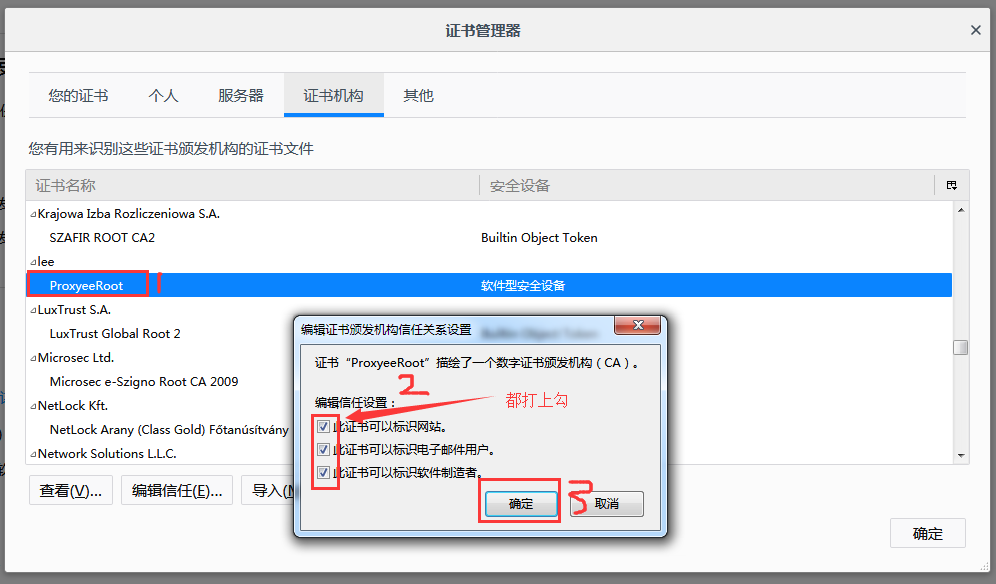 证书管理器
您的证书 个人 服务器 证书机构 其他
您有用来识别这些证书颁发机构的证书文件
证书名称 安全设备
Krajowa Izba Rozliczeniowa S.A.
SZAFIR ROOT CA2 Builtin Object Token
lee
ProxyeeRoot 软件型安全设备
1
LuxTrust S.A.
LuxTrust Global Root 2
Microsec Ltd.
Microsec e-Szigno Root CA 2009
NetLock Kft.
NetLock Arany (Class Gold) Főtanúsítvány
Network Solutions L.L.C.
编辑证书颁发机构信任关系设置
证书“ProxyeeRoot”描绘了一个数字证书颁发机构（CA）。
2
编辑信任设置：
都打上勾
此证书可以标识网站。
此证书可以标识电子邮件用户。
此证书可以标识软件制造者。
确定 3 取消
查看(V)... 编辑信任(E)... 导入(
确定